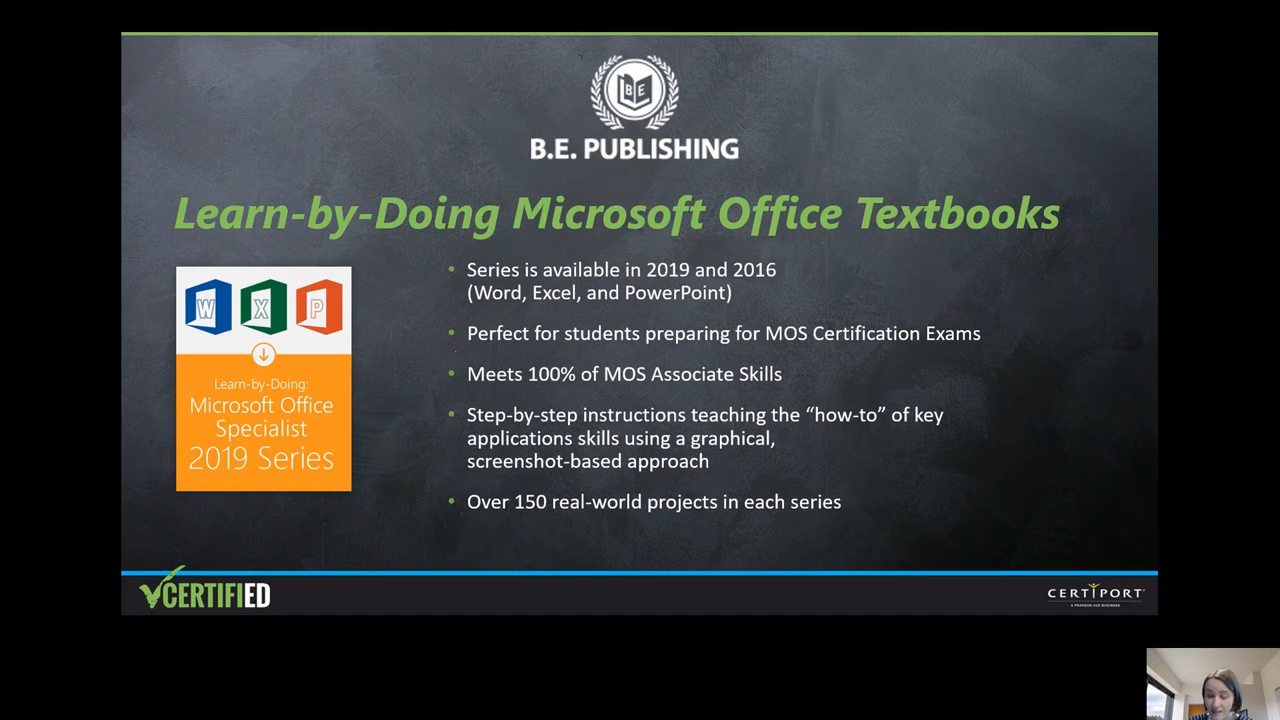 B E
B.E. PUBLISHING
Learn-by-Doing Microsoft Office Textbooks
W X P
Learn-by-Doing:
Microsoft Office
Specialist
2019 Series
• Series is available in 2019 and 2016
(Word, Excel, and PowerPoint)
• Perfect for students preparing for MOS Certification Exams
• Meets 100% of MOS Associate Skills
• Step-by-step instructions teaching the “how-to” of key
applications skills using a graphical,
screenshot-based approach
• Over 150 real-world projects in each series
CERTIFIED
CERTIPORT
A PEARSON VUE BUSINESS